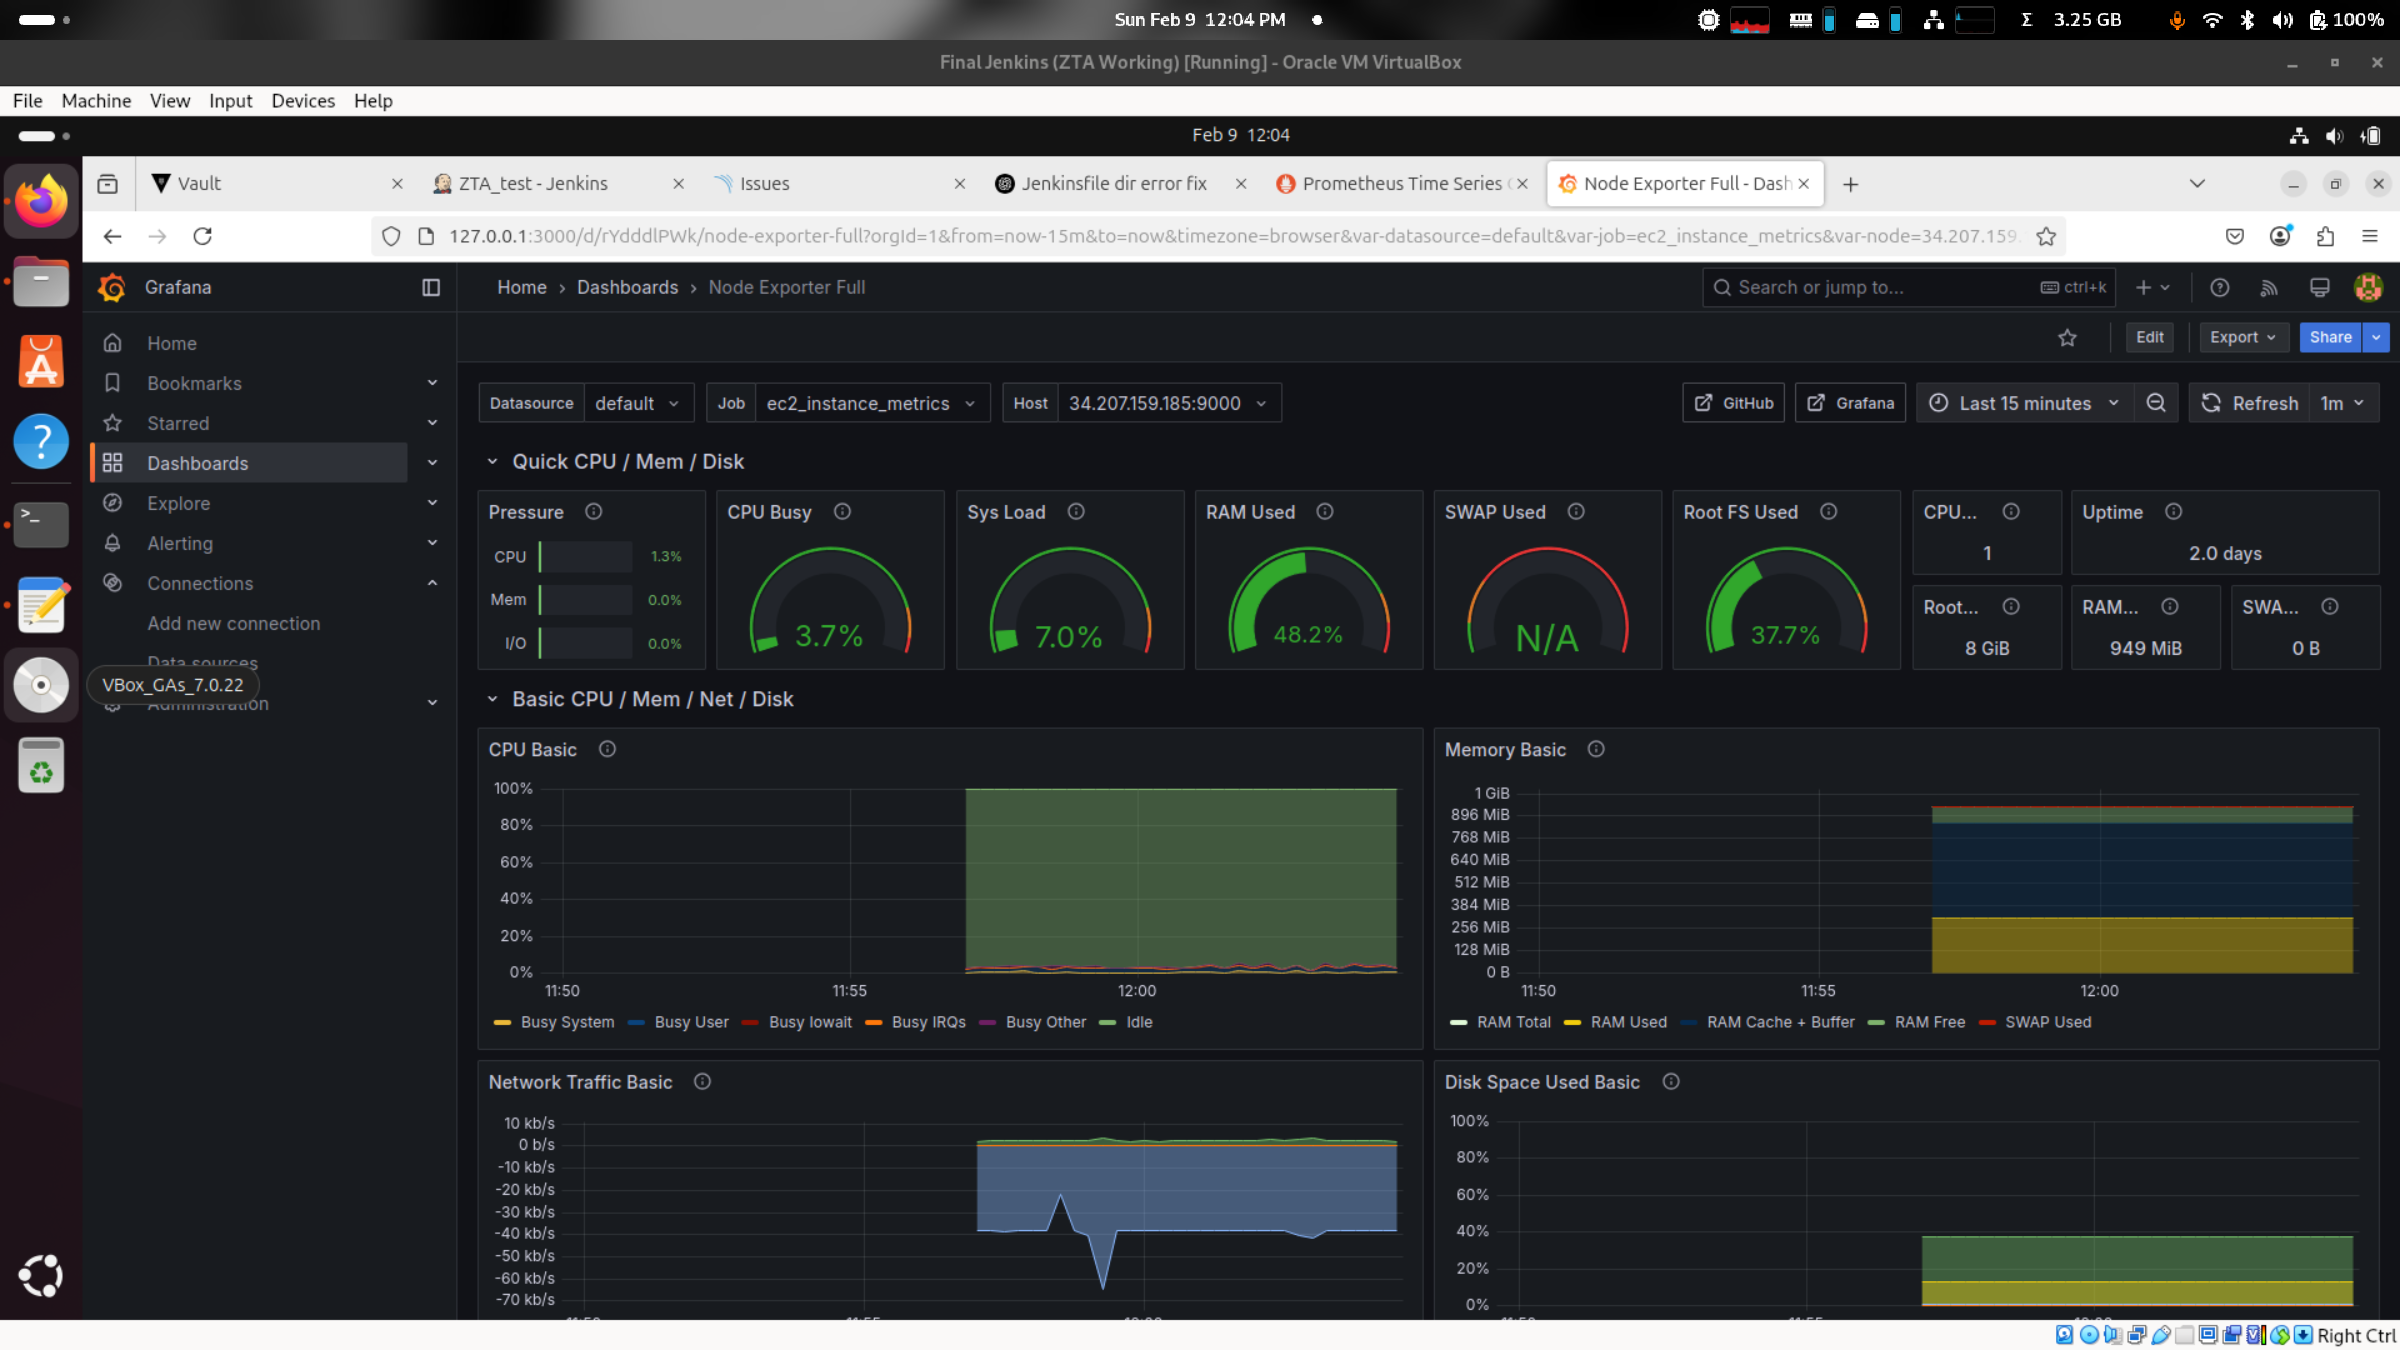 Sun Feb 9 12:04 PM
Σ 3.25 GB 100%
Final Jenkins (ZTA Working) [Running] - Oracle VM VirtualBox
File Machine View Input Devices Help
Feb 9 12:04
Vault ZTA_test - Jenkins Issues Jenkinsfile dir error fix Prometheus Time Series Node Exporter Full - Dash
127.0.0.1:3000/d/rYdddlPWk/node-exporter-full?orgId=1&from=now-15m&to=now&timezone=browser&var-datasource=default&var-job=ec2_instance_metrics&var-node=34.207.159.
Grafana
Home › Dashboards › Node Exporter Full
Search or jump to... ctrl+k
Edit Export Share
Home
Bookmarks
Starred
Dashboards
Explore
Alerting
Connections
Add new connection
Data sources
VBox_GAs_7.0.22
Administration
Datasource default Job ec2_instance_metrics Host 34.207.159.185:9000
GitHub Grafana Last 15 minutes Refresh 1m
Quick CPU / Mem / Disk
Pressure
CPU 1.3%
Mem 0.0%
I/O 0.0%
CPU Busy
3.7%
Sys Load
7.0%
RAM Used
48.2%
SWAP Used
N/A
Root FS Used
37.7%
CPU...
1
Uptime
2.0 days
Root...
8 GiB
RAM...
949 MiB
SWA...
0 B
Basic CPU / Mem / Net / Disk
CPU Basic
100%
80%
60%
40%
20%
0%
11:50 11:55 12:00
Busy System Busy User Busy Iowait Busy IRQs Busy Other Idle
Memory Basic
1 GiB
896 MiB
768 MiB
640 MiB
512 MiB
384 MiB
256 MiB
128 MiB
0 B
11:50 11:55 12:00
RAM Total RAM Used RAM Cache + Buffer RAM Free SWAP Used
Network Traffic Basic
10 kb/s
0 b/s
-10 kb/s
-20 kb/s
-30 kb/s
-40 kb/s
-50 kb/s
-60 kb/s
-70 kb/s
Disk Space Used Basic
100%
80%
60%
40%
20%
0%
Right Ctrl